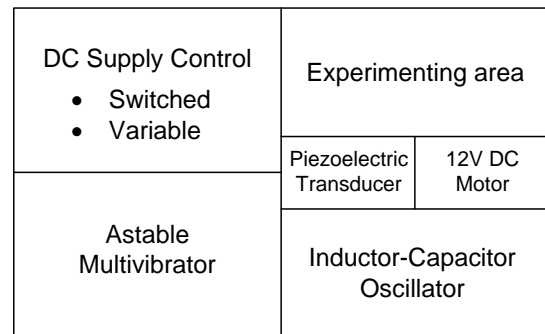 DC Supply Control
• Switched
• Variable
Experimenting area
Piezoelectric
Transducer
12V DC
Motor
Astable
Multivibrator
Inductor-Capacitor
Oscillator